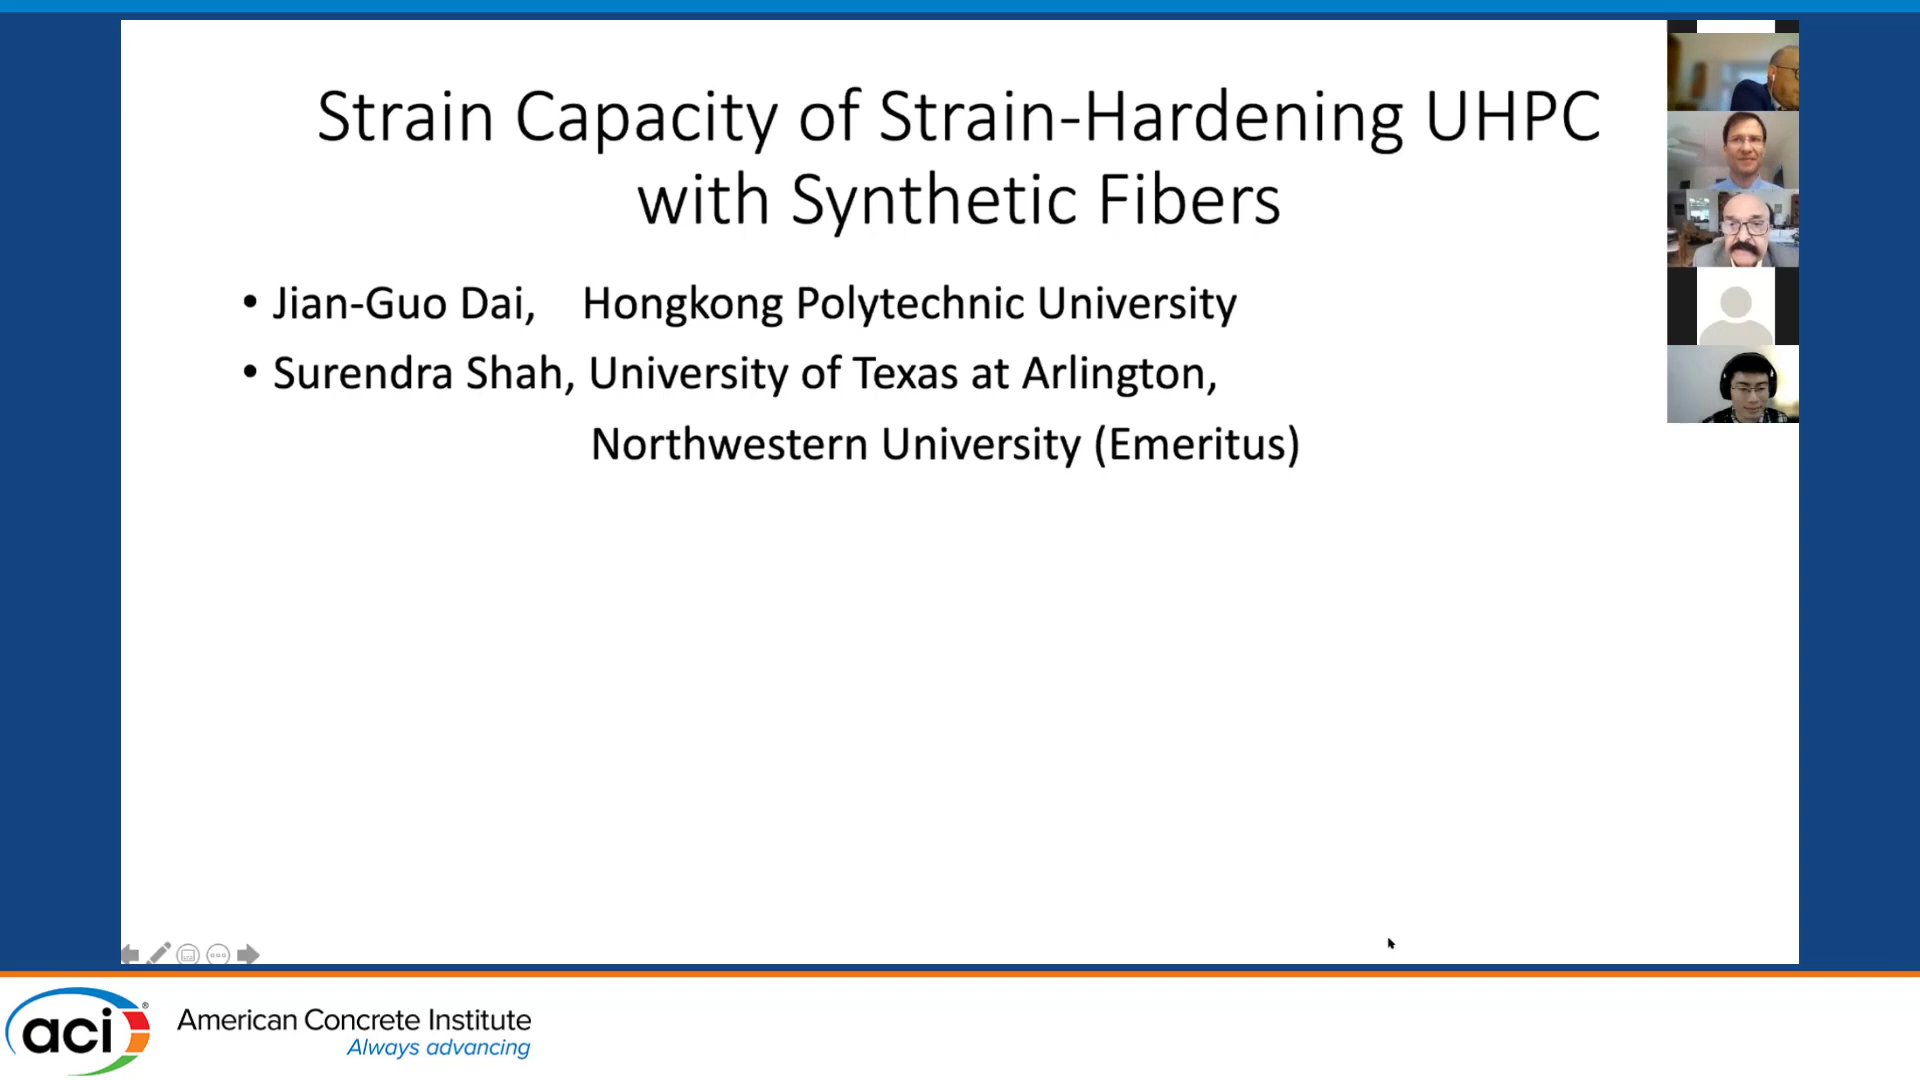 Strain Capacity of Strain-Hardening UHPC
with Synthetic Fibers
• Jian-Guo Dai, Hongkong Polytechnic University
• Surendra Shah, University of Texas at Arlington,
Northwestern University (Emeritus)
aci®
American Concrete Institute
Always advancing